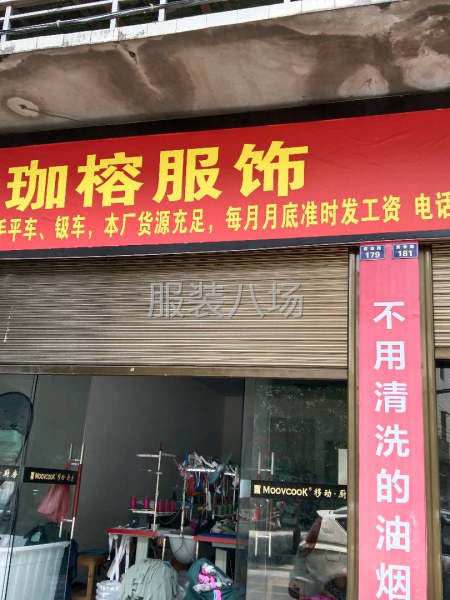 珈榕服饰
平车、钑车，本厂货源充足，每月月底准时发工资 电话
179
181
服装八场
不用清洗的油烟
MoovcooK® 移动·厨
MoovcooK® 移动·厨